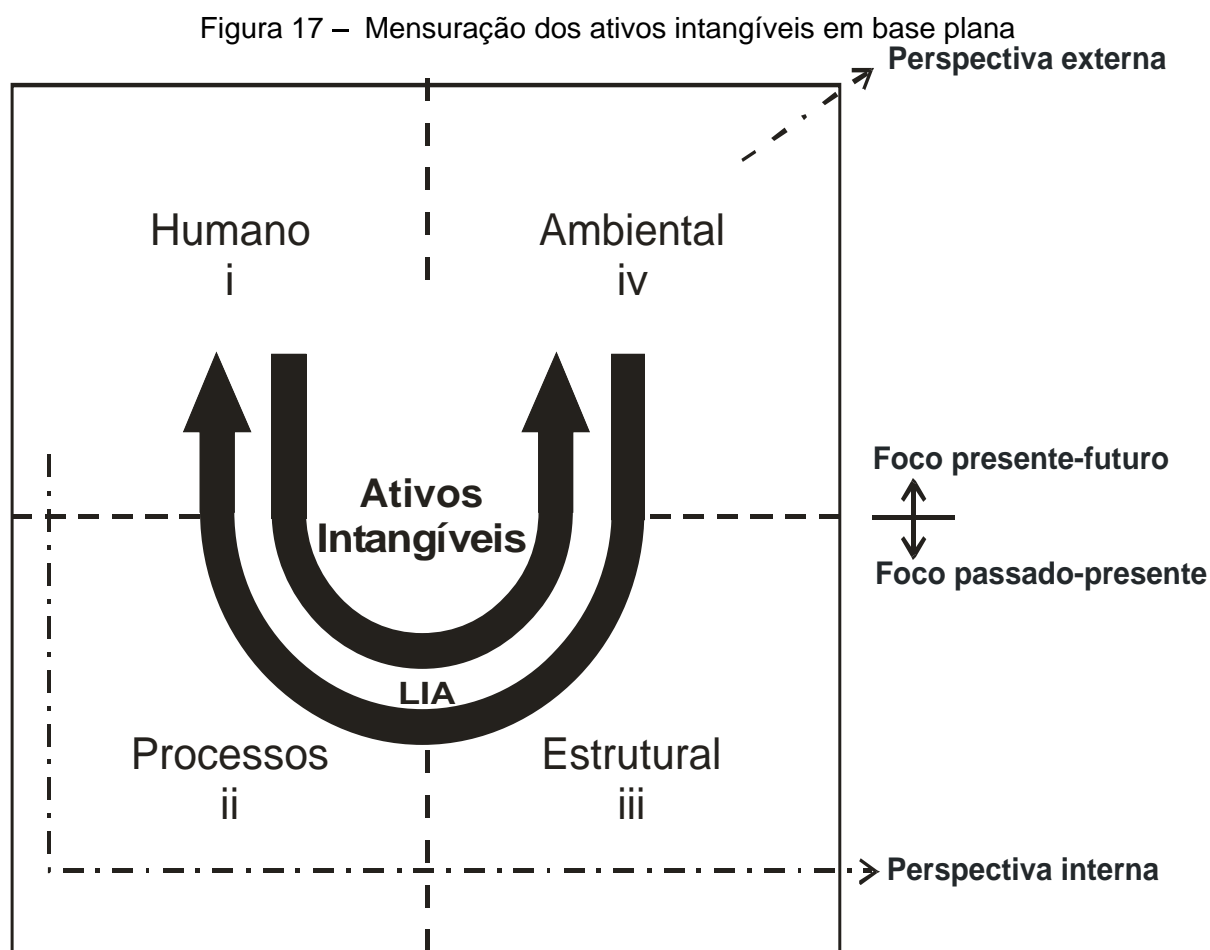 Figura 17 – Mensuração dos ativos intangíveis em base plana
Perspectiva externa
Humano
i
Ambiental
iv
Foco presente-futuro
Ativos
Intangíveis
Foco passado-presente
LIA
Processos
ii
Estrutural
iii
Perspectiva interna